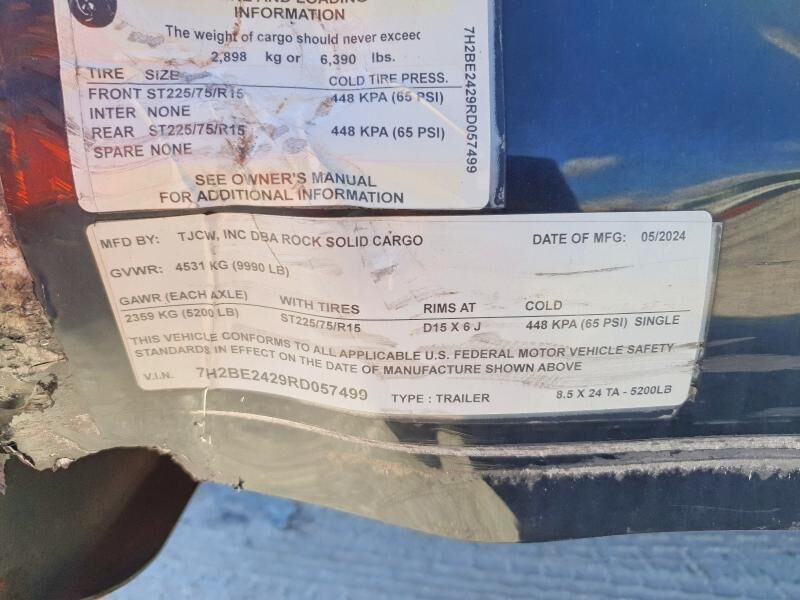 INFORMATION
The weight of cargo should never exceed
2,898 kg or 6,390 lbs.
TIRE SIZE COLD TIRE PRESS.
FRONT ST225/75/R15 448 KPA (65 PSI)
INTER NONE
REAR ST225/75/R15 448 KPA (65 PSI)
SPARE NONE
SEE OWNER'S MANUAL
FOR ADDITIONAL INFORMATION
7H2BE2429RD057499
MFD BY: TJCW, INC DBA ROCK SOLID CARGO DATE OF MFG: 05/2024
GVWR: 4531 KG (9990 LB)
GAWR (EACH AXLE) WITH TIRES RIMS AT COLD
2359 KG (5200 LB) ST225/75/R15 D15 X 6 J 448 KPA (65 PSI) SINGLE
THIS VEHICLE CONFORMS TO ALL APPLICABLE U.S. FEDERAL MOTOR VEHICLE SAFETY
STANDARDS IN EFFECT ON THE DATE OF MANUFACTURE SHOWN ABOVE
V.I.N. 7H2BE2429RD057499 TYPE : TRAILER 8.5 X 24 TA - 5200LB